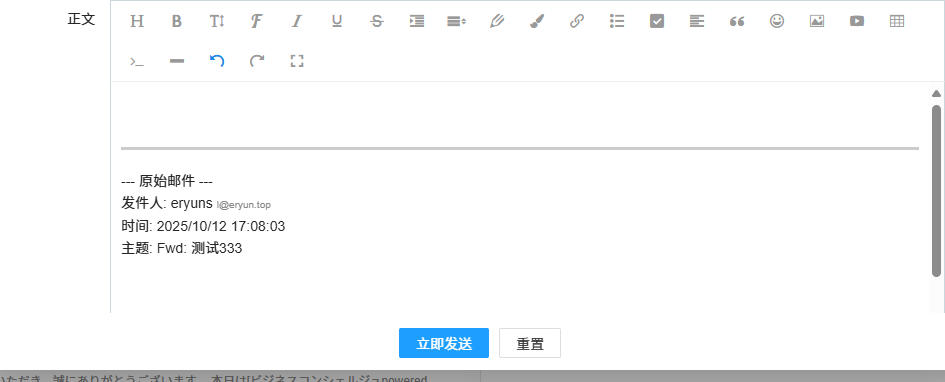 正文
--- 原始邮件 ---
发件人: eryuns l@eryun.top
时间: 2025/10/12 17:08:03
主题: Fwd: 测试333
立即发送 重置
いただき、誠にありがとうございます。 本日は[ビジネスコンシェルジュpowered